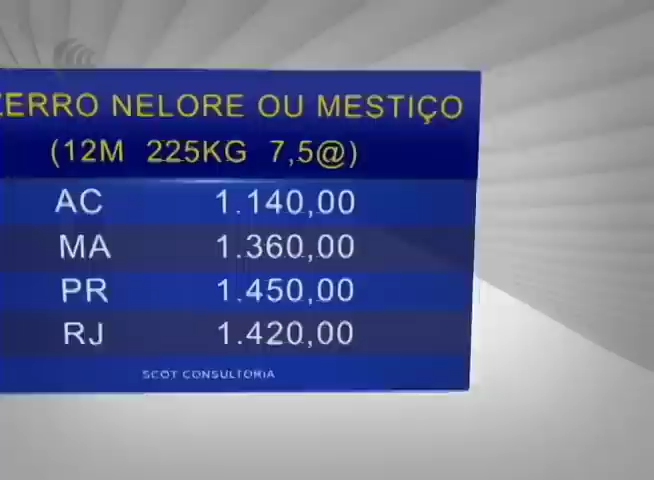 ZERRO NELORE OU MESTIÇO
(12M 225KG 7,5@)
AC 1.140,00
MA 1.360,00
PR 1.450,00
RJ 1.420,00
SCOT CONSULTORIA